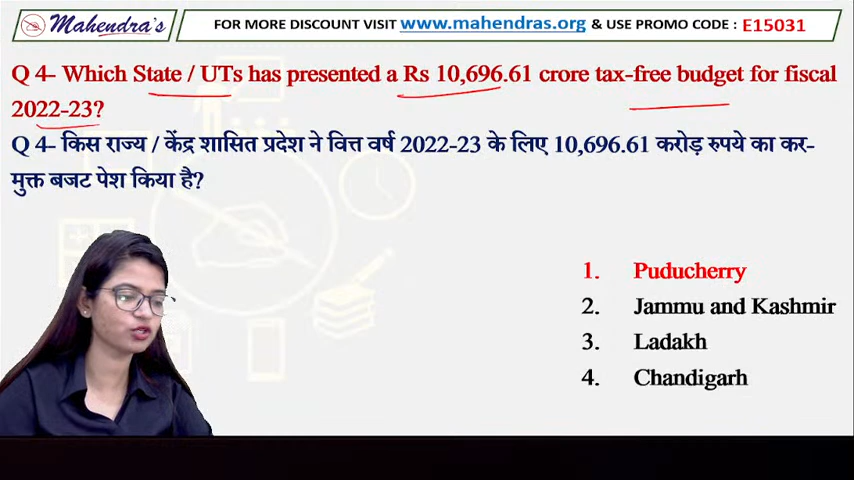 Mahendra's
FOR MORE DISCOUNT VISIT www.mahendras.org & USE PROMO CODE : E15031
Q 4- Which State / UTs has presented a Rs 10,696.61 crore tax-free budget for fiscal
2022-23?
Q 4- किस राज्य / केंद्र शासित प्रदेश ने वित्त वर्ष 2022-23 के लिए 10,696.61 करोड़ रुपये का कर-
मुक्त बजट पेश किया है?
1. Puducherry
2. Jammu and Kashmir
3. Ladakh
4. Chandigarh